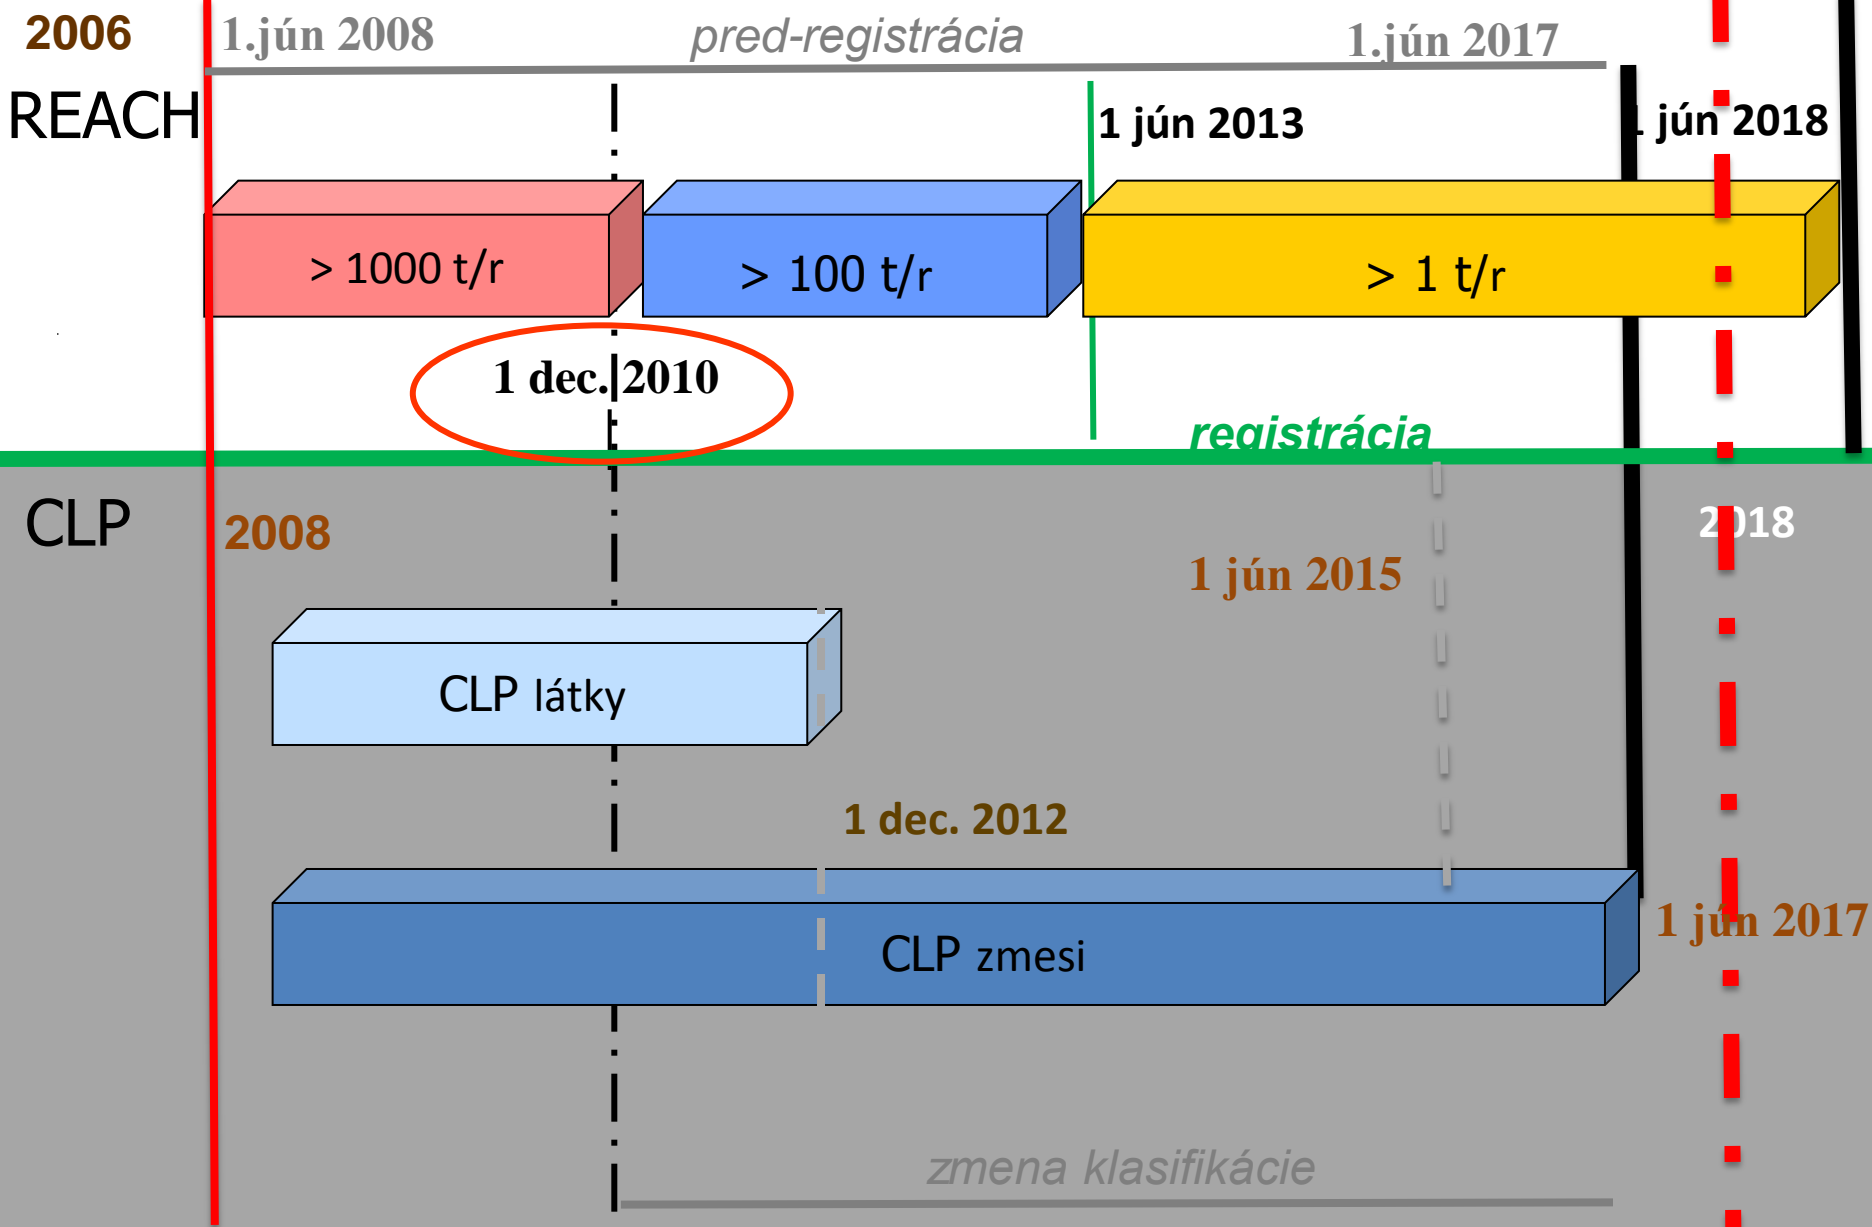 2006
1.jún 2008
pred-registrácia
1.jún 2017
REACH
1 jún 2013
1 jún 2018
> 1000 t/r
> 100 t/r
> 1 t/r
1 dec. 2010
registrácia
CLP
2008
2018
1 jún 2015
CLP látky
1 dec. 2012
1 jún 2017
CLP zmesi
zmena klasifikácie